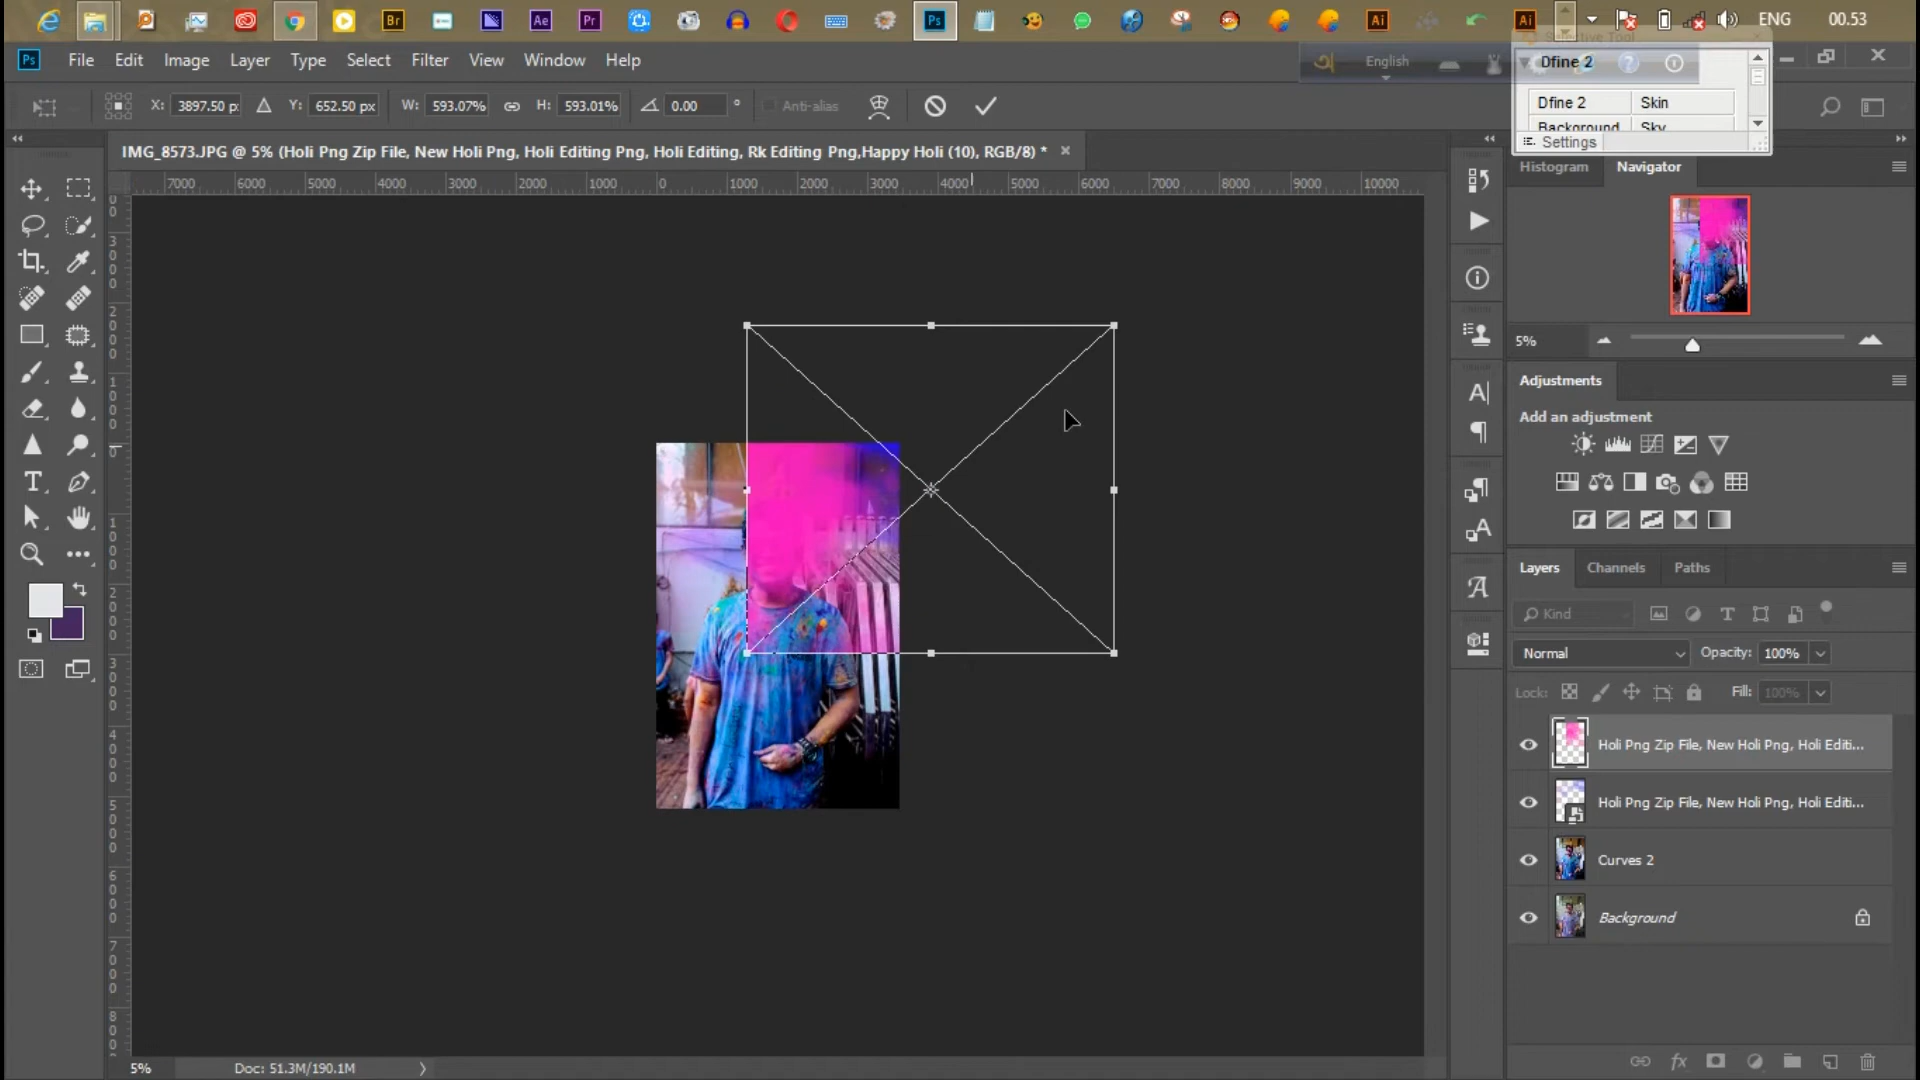 ENG
00.53
Selective Tool
File
Edit
Image
Layer
Type
Select
Filter
View
Window
Help
English
Dfine 2
Dfine 2
Skin
Background
Sky
Settings
X: 3897.50 p
Y: 652.50 px
W: 593.07%
H: 593.01%
0.00 °
Anti-alias
IMG_8573.JPG @ 5% (Holi Png Zip File, New Holi Png, Holi Editing Png, Holi Editing, Rk Editing Png,Happy Holi (10), RGB/8) *
Histogram
Navigator
7000 6000 5000 4000 3000 2000 1000 0 1000 2000 3000 4000 5000 6000 7000 8000 9000 10000
5%
Adjustments
Add an adjustment
Layers
Channels
Paths
Kind
Normal
Opacity: 100%
Lock:
Fill: 100%
Holi Png Zip File, New Holi Png, Holi Editi...
Holi Png Zip File, New Holi Png, Holi Editi...
Curves 2
Background
5%
Doc: 51.3M/190.1M